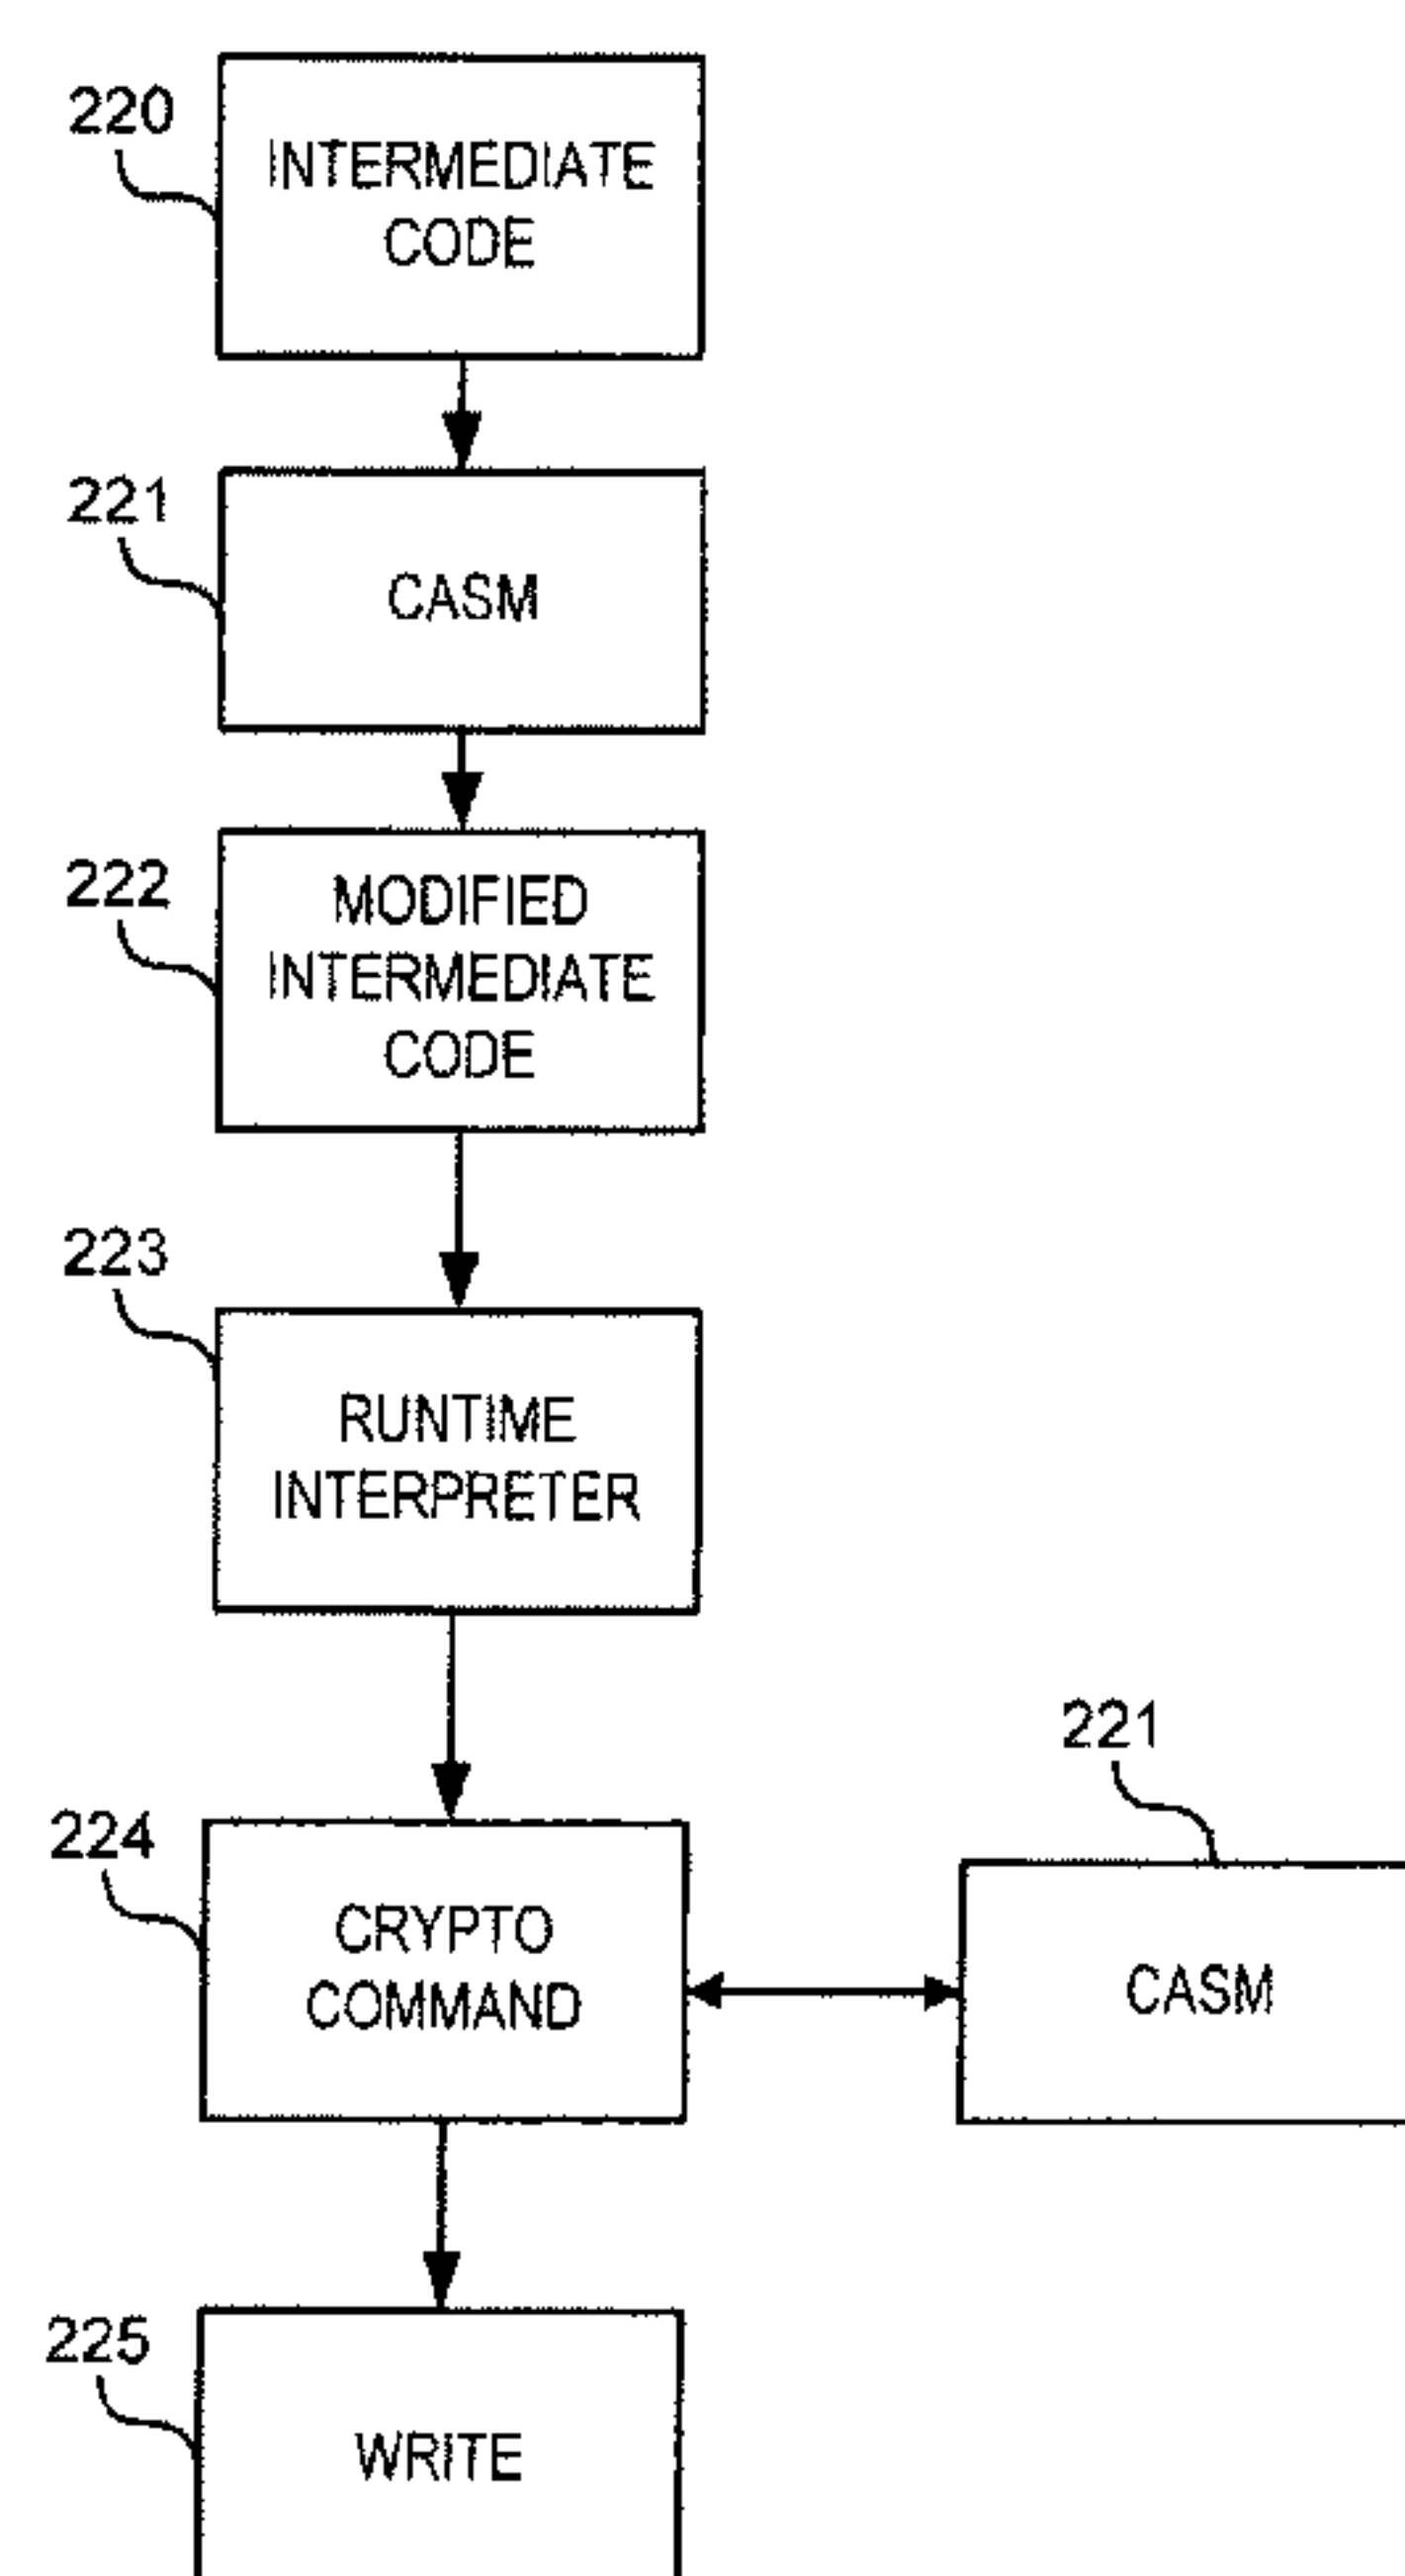 220
INTERMEDIATE
CODE
221
CASM
222
MODIFIED
INTERMEDIATE
CODE
223
RUNTIME
INTERPRETER
224
CRYPTO
COMMAND
221
CASM
225
WRITE